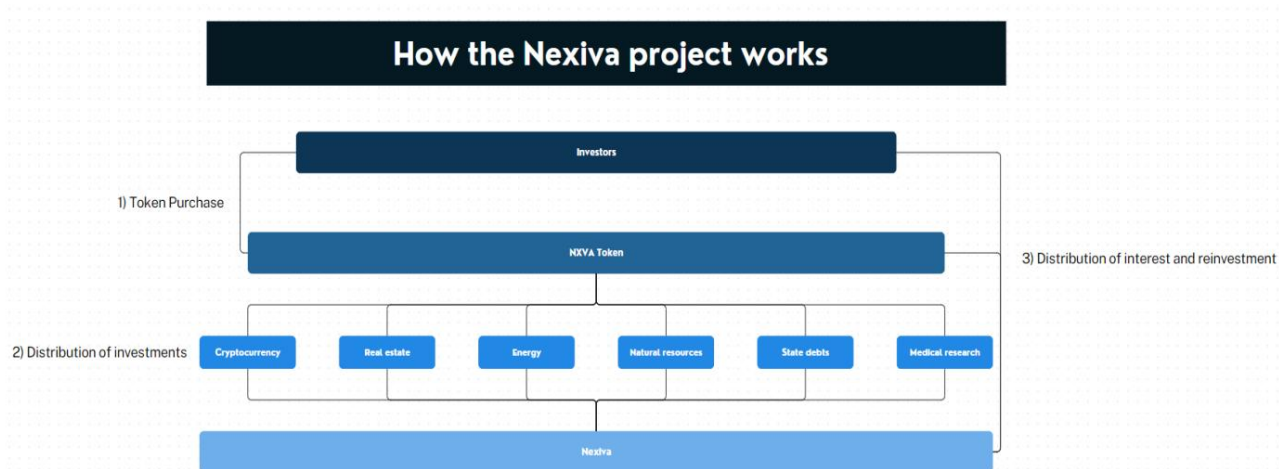 How the Nexiva project works
Investors
1) Token Purchase
NXVA Token
3) Distribution of interest and reinvestment
2) Distribution of investments
Cryptocurrency
Real estate
Energy
Natural resources
State debts
Medical research
Nexiva